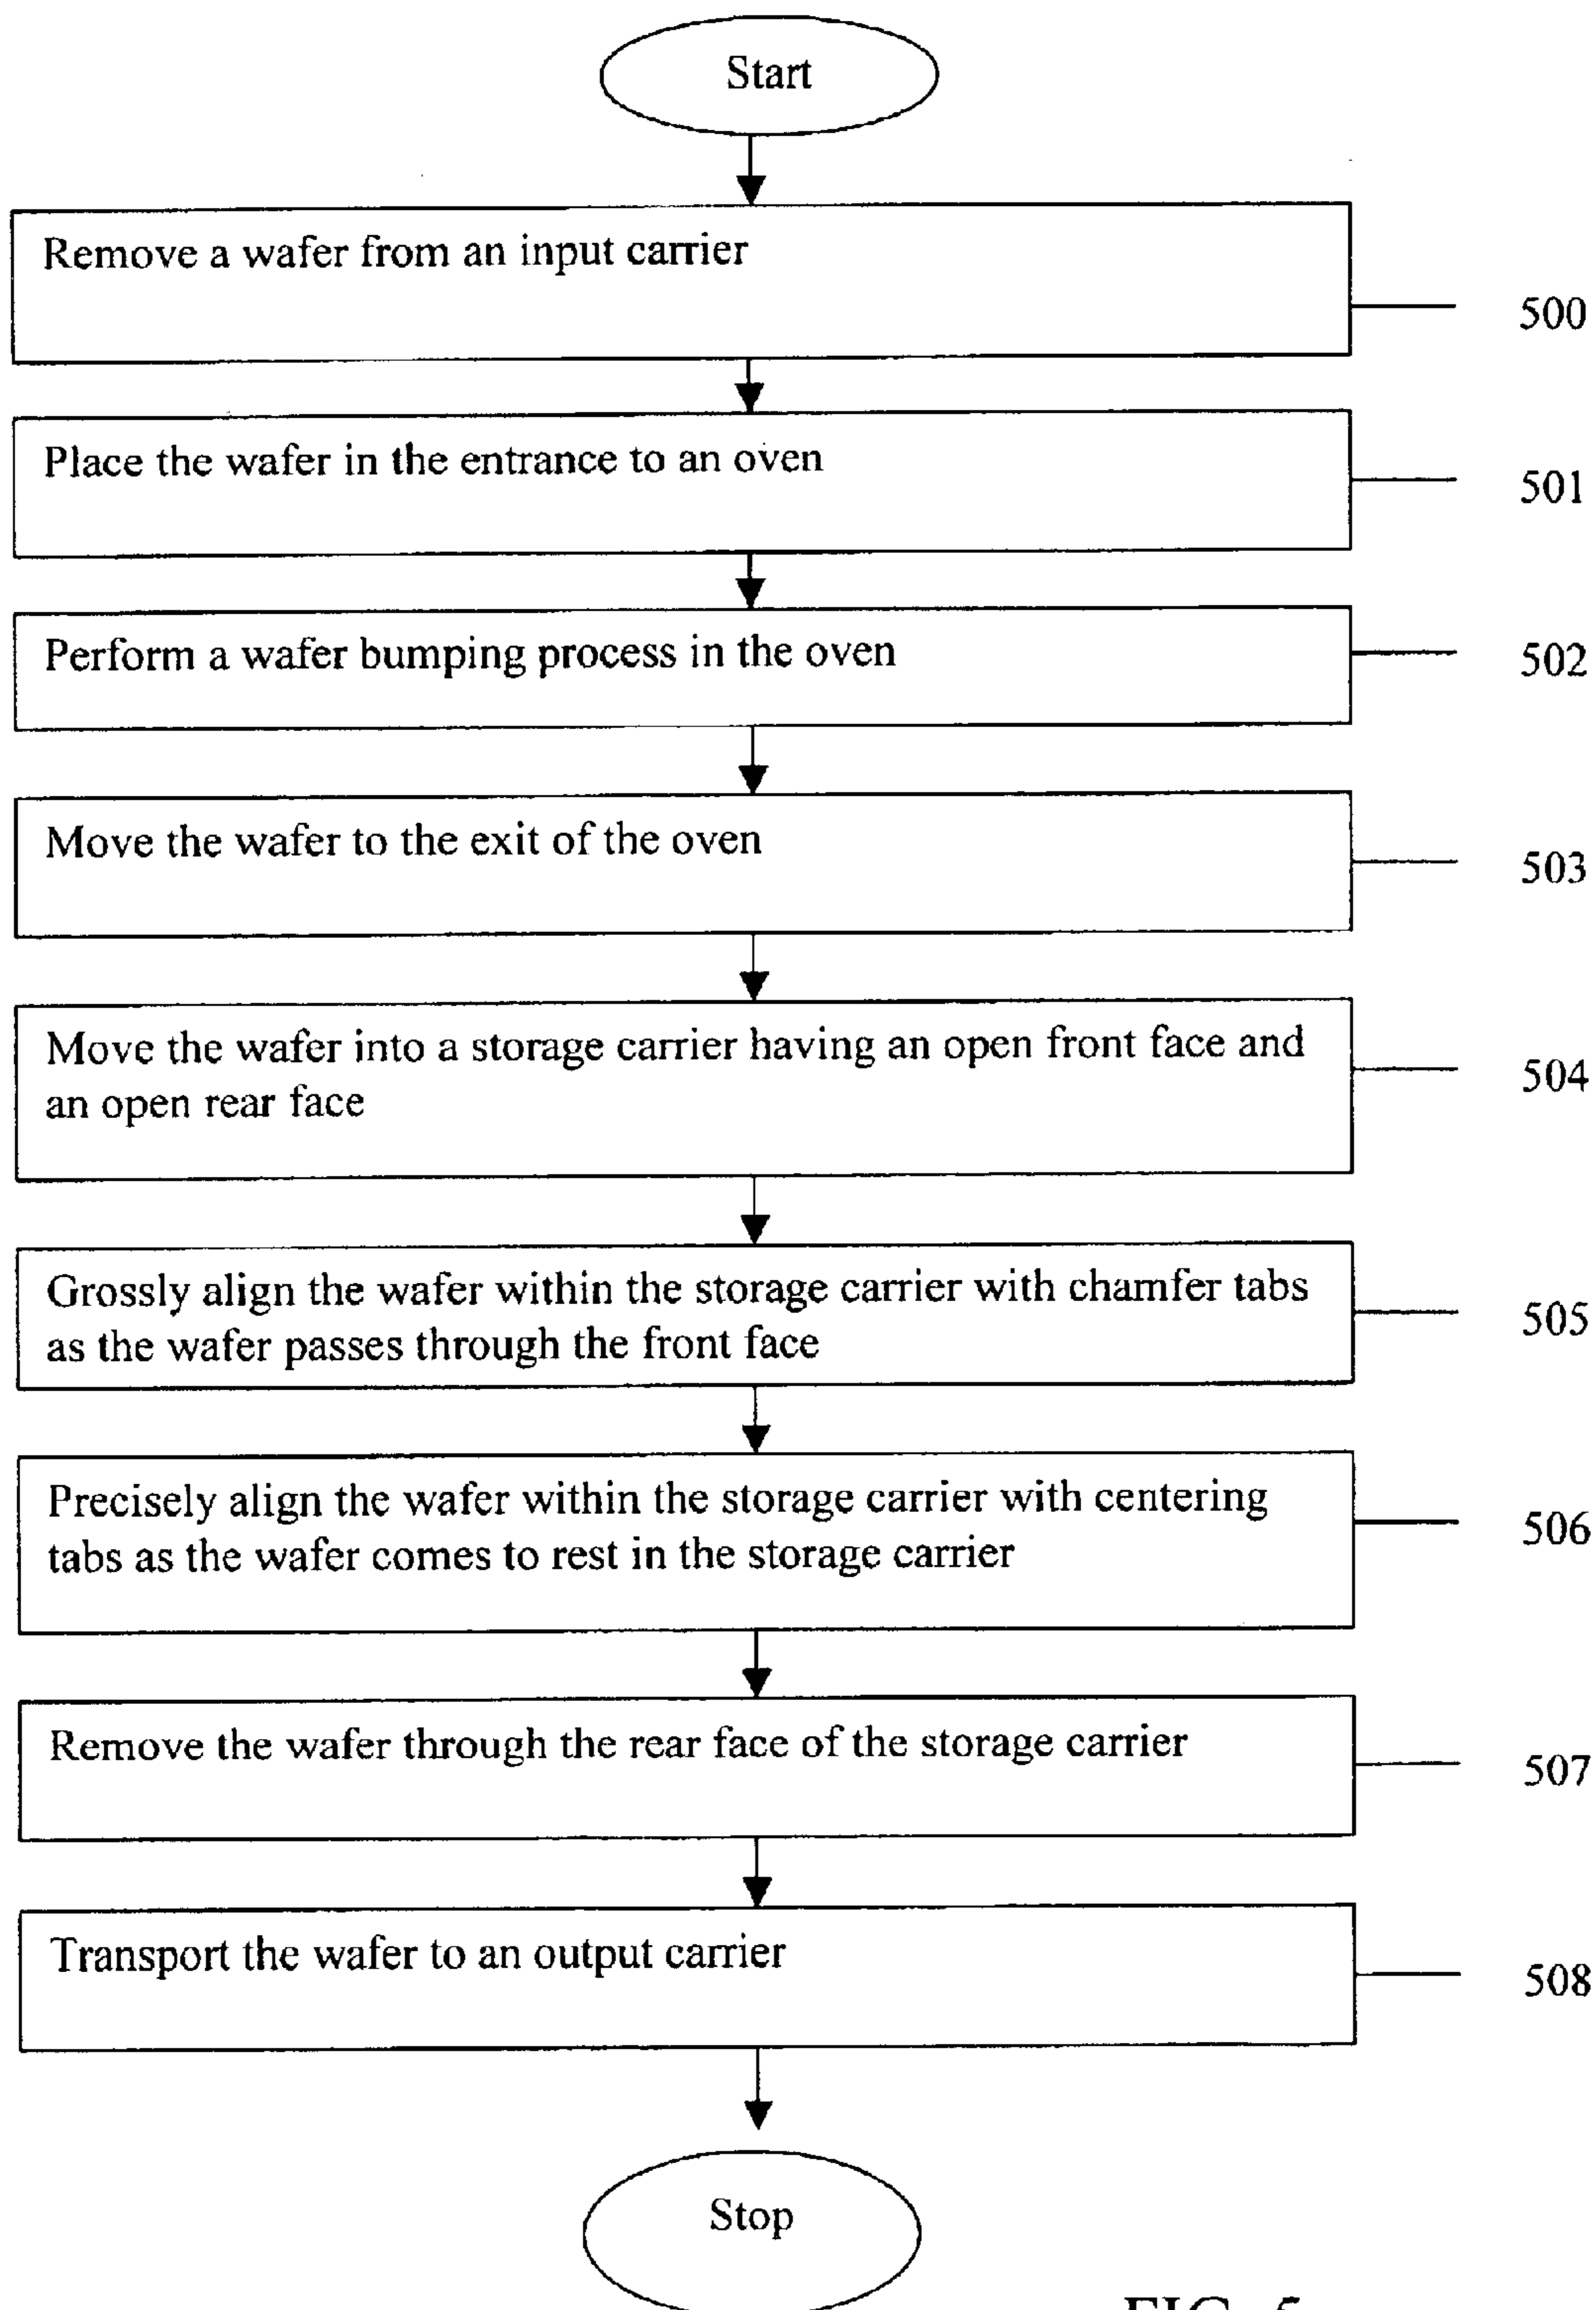 Start
Remove a wafer from an input carrier
500
Place the wafer in the entrance to an oven
501
Perform a wafer bumping process in the oven
502
Move the wafer to the exit of the oven
503
Move the wafer into a storage carrier having an open front face and
an open rear face
504
Grossly align the wafer within the storage carrier with chamfer tabs
as the wafer passes through the front face
505
Precisely align the wafer within the storage carrier with centering
tabs as the wafer comes to rest in the storage carrier
506
Remove the wafer through the rear face of the storage carrier
507
Transport the wafer to an output carrier
508
Stop
FIG. 5